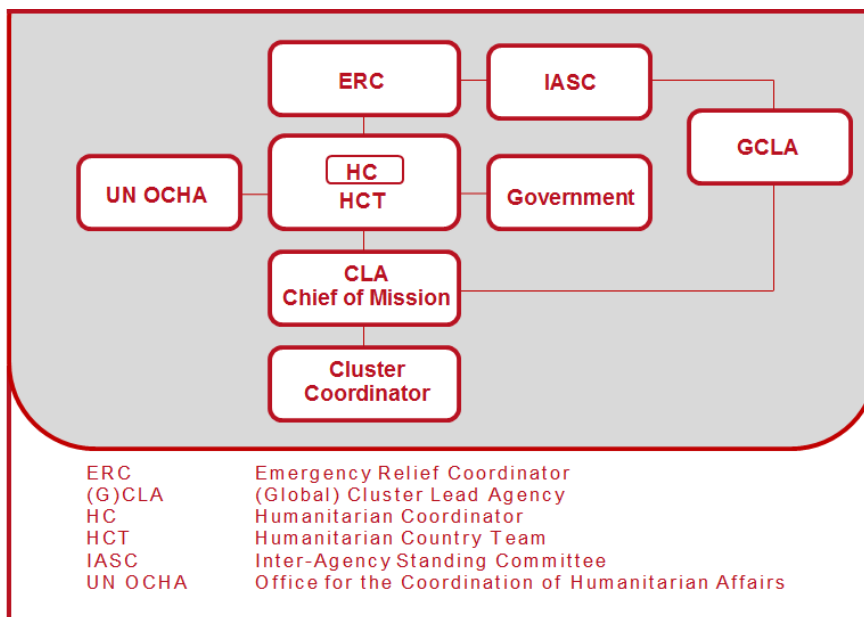 ERC
IASC
GCLA
UN OCHA
HC
HCT
Government
CLA
Chief of Mission
Cluster
Coordinator
ERC Emergency Relief Coordinator
(G)CLA (Global) Cluster Lead Agency
HC Humanitarian Coordinator
HCT Humanitarian Country Team
IASC Inter-Agency Standing Committee
UN OCHA Office for the Coordination of Humanitarian Affairs